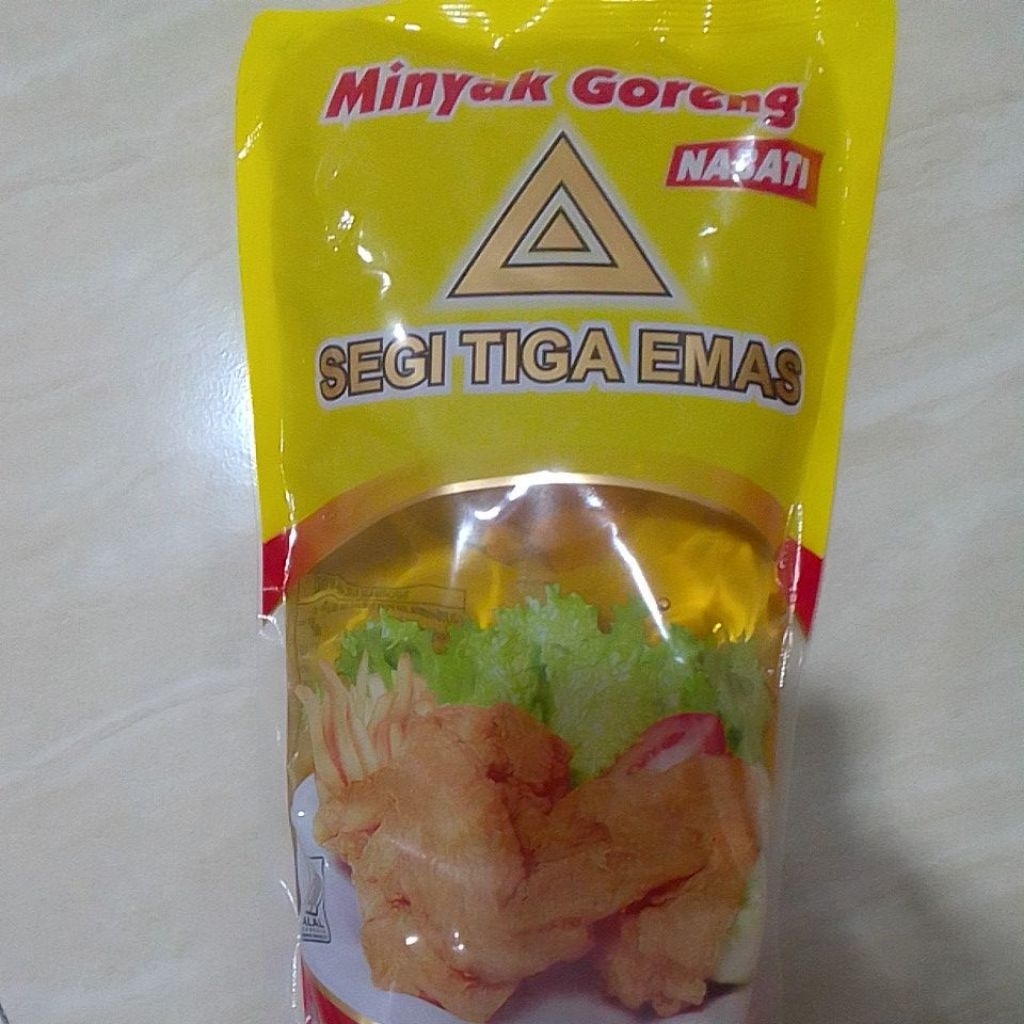 Minyak Goreng
NABATI
SEGI TIGA EMAS